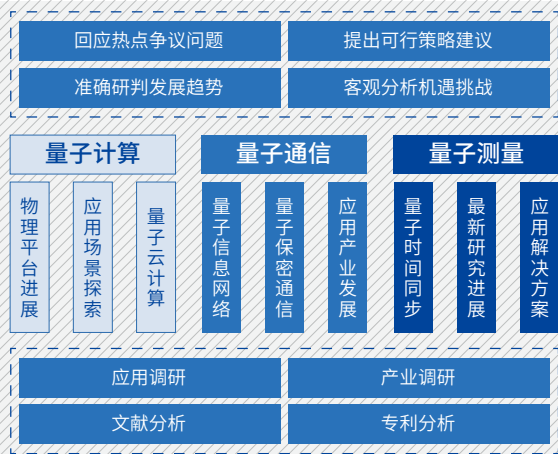 回应热点争议问题
提出可行策略建议
准确研判发展趋势
客观分析机遇挑战
量子计算
量子通信
量子测量
物理平台进展
应用场景探索
量子云计算
量子信息网络
量子保密通信
应用产业发展
量子时间同步
最新研究进展
应用解决方案
应用调研
产业调研
文献分析
专利分析